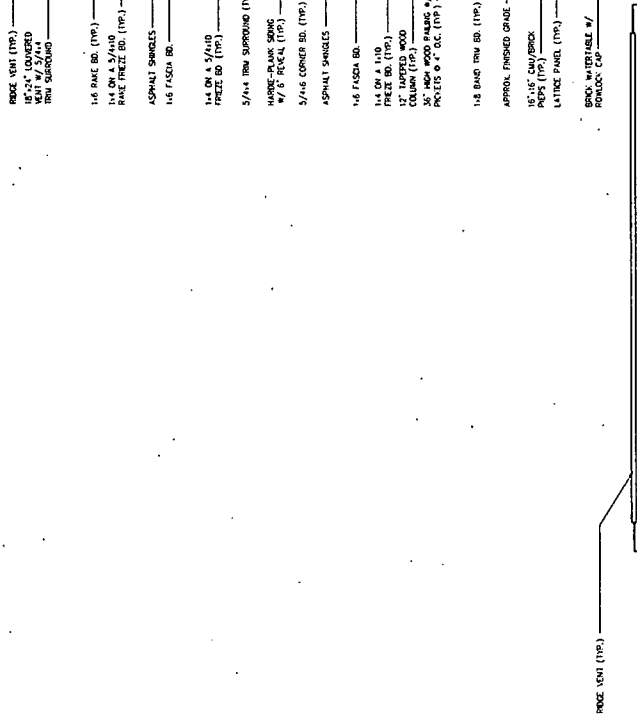 RIDGE VENT (TYP.)
18"x24" LOUVERED
VENT W/ 5/4x4
TRIM SURROUND
1x6 RAKE BD. (TYP.)
1x4 ON A 5/4x10
RAKE FRIEZE BD. (TYP.)
ASPHALT SHINGLES
1x6 FASCIA BD.
1x4 ON A 5/4x10
FRIEZE BD (TYP.)
5/4x4 TRIM SURROUND
HARDIE-PLANK SIDING
W/ 6" REVEAL (TYP.)
5/4x6 CORNER BD. (TYP.)
ASPHALT SHINGLES
1x6 FASCIA BD.
1x4 ON A 1x10
FRIEZE BD. (TYP.)
12" TAPERED WOOD
COLUMN (TYP.)
36" HIGH WOOD RAILING
PICKETS @ 4" O.C. (TYP)
1x8 BAND TRIM BD. (TYP.)
APPROX. FINISHED GRADE
16"x16" CMU/BRICK
PIERS (TYP.)
LATTICE PANEL (TYP.)
BRICK WATERTABLE W/
ROWLOCK CAP
RIDGE VENT (TYP.)